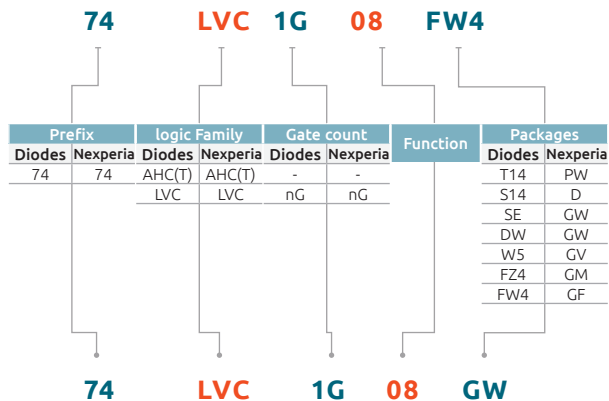 74 LVC 1G 08 FW4
Prefix logic Family Gate count Function Packages
Diodes Nexperia Diodes Nexperia Diodes Nexperia Diodes Nexperia
74 74 AHC(T) AHC(T) - - T14 PW
LVC LVC nG nG S14 D
SE GW
DW GW
W5 GV
FZ4 GM
FW4 GF
74 LVC 1G 08 GW